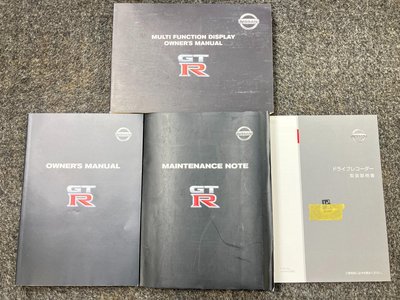 NISSAN
MULTI FUNCTION DISPLAY
OWNER'S MANUAL
GT
R
NISSAN
OWNER'S MANUAL
GT
R
NISSAN
MAINTENANCE NOTE
GT
R
NISSAN
ドライブレコーダー
取扱説明書